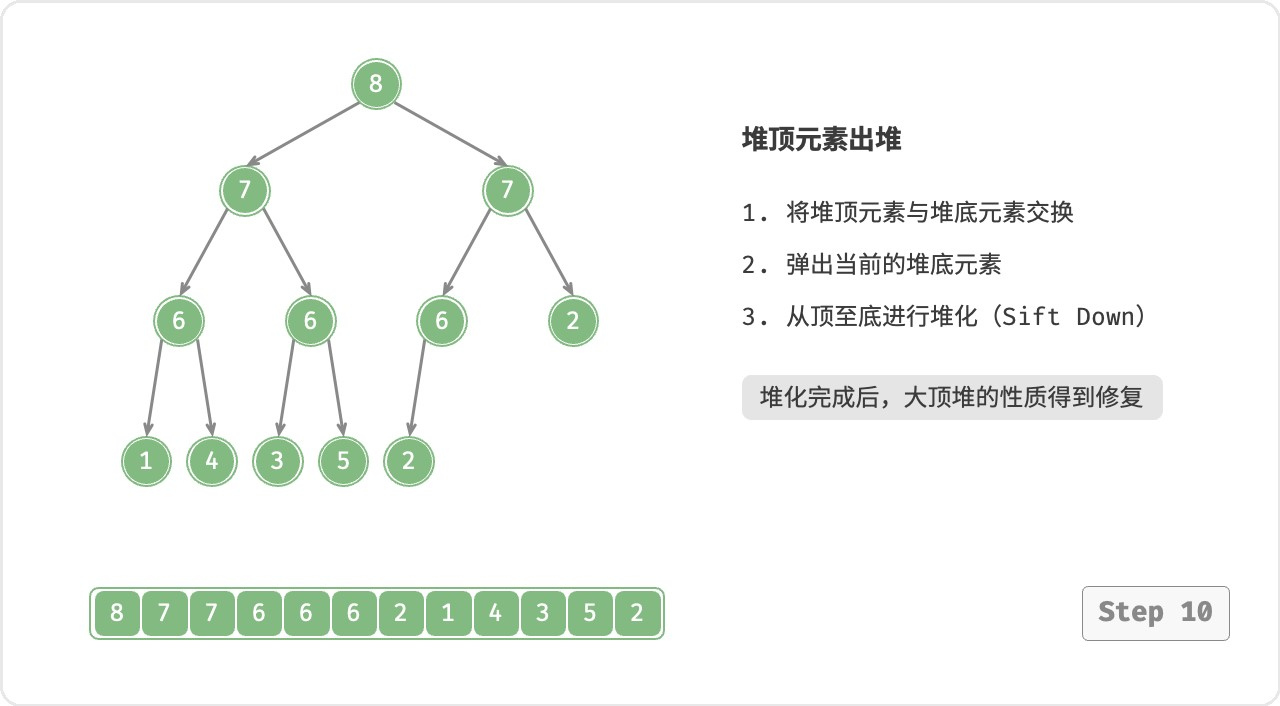 8
堆顶元素出堆
7 7
1. 将堆顶元素与堆底元素交换
2. 弹出当前的堆底元素
6 6 6 2
3. 从顶至底进行堆化（Sift Down）
堆化完成后，大顶堆的性质得到修复
1 4 3 5 2
8 7 7 6 6 6 2 1 4 3 5 2
Step 10